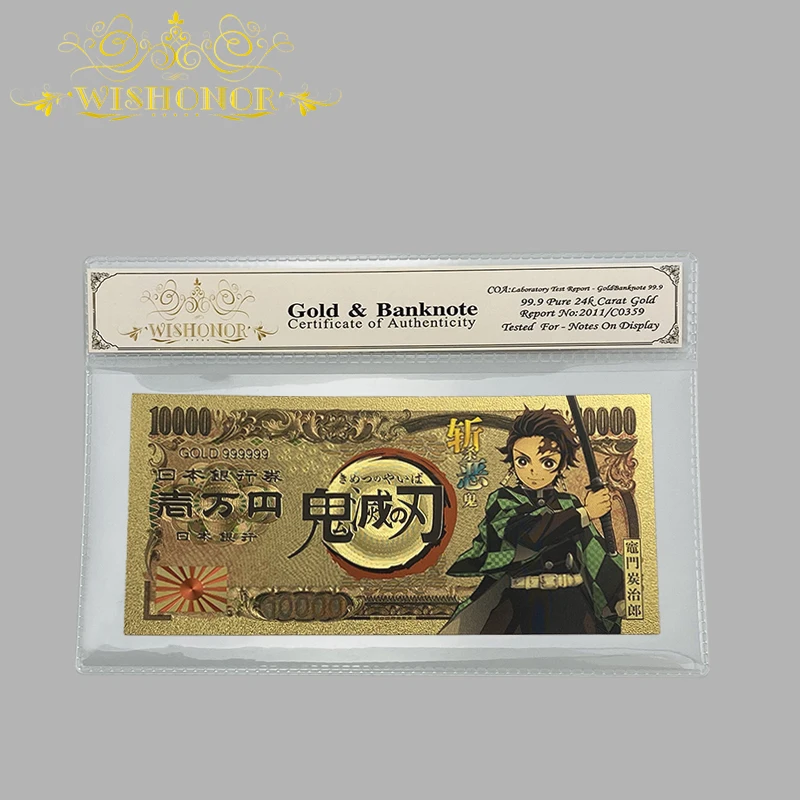 WISHONOR
WISHONOR
Gold & Banknote
Certificate of Authenticity
COA:Laboratory Test Report - GoldBanknote 99.9
99.9 Pure 24k Carat Gold
Report No:2011/C0359
Tested For - Notes On Display
10000
10000
GOLD 999999
日本銀行券
壱万円
日本銀行
きめつのやいば
鬼滅の刃
斩
恶鬼
竈門炭治郎
10000